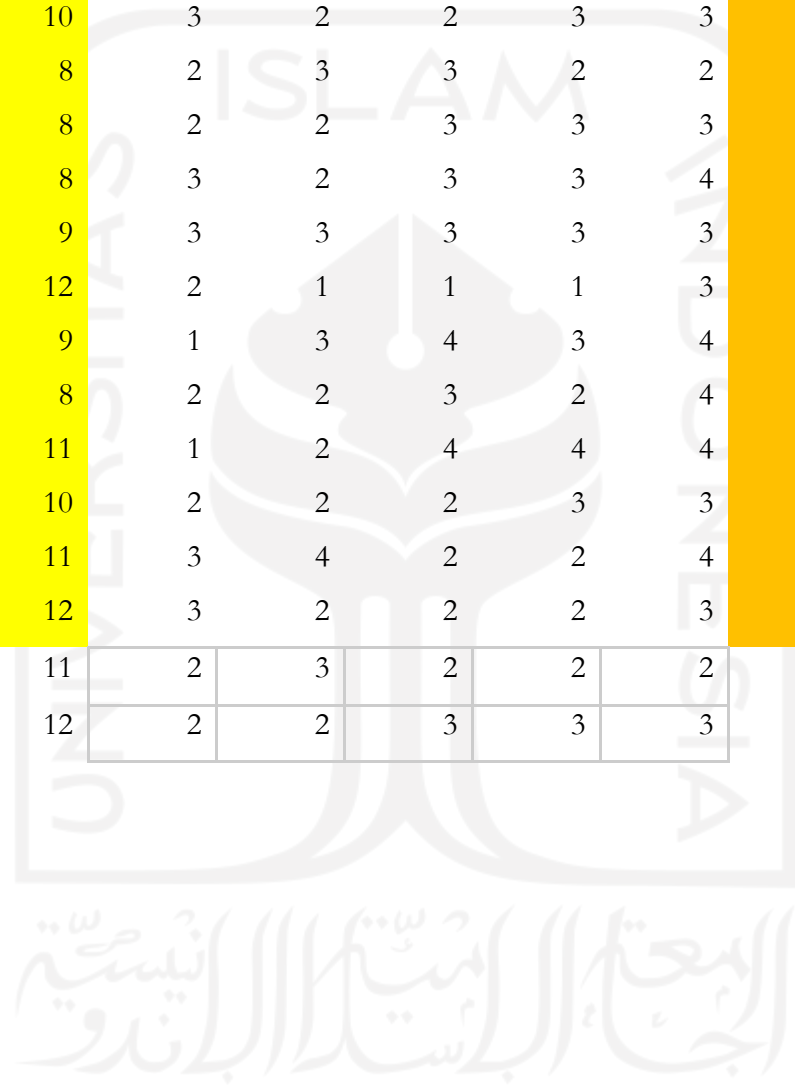 10 3 2 2 3 3
8 2 3 3 2 2
8 2 2 3 3 3
8 3 2 3 3 4
9 3 3 3 3 3
12 2 1 1 1 3
9 1 3 4 3 4
8 2 2 3 2 4
11 1 2 4 4 4
10 2 2 2 3 3
11 3 4 2 2 4
12 3 2 2 2 3
11 2 3 2 2 2
12 2 2 3 3 3
UNIVERSITAS
ISLAM
INDONESIA